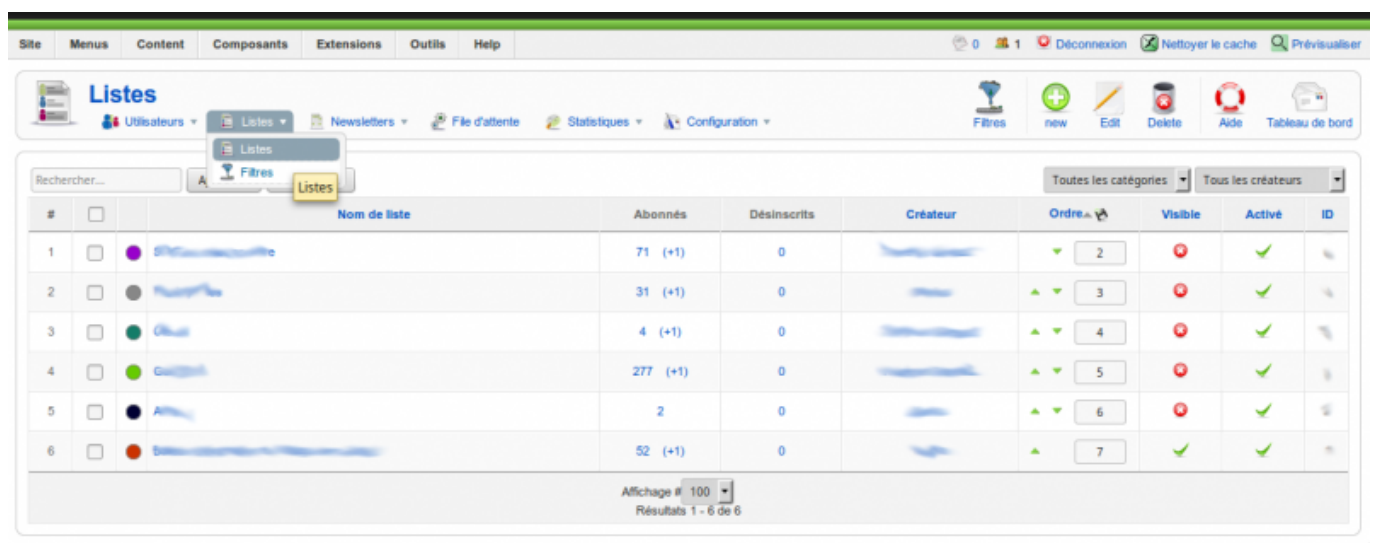 Site Menus Content Composants Extensions Outils Help 0 1 Déconnexion Nettoyer le cache Prévisualiser
Listes
Utilisateurs Listes Newsletters File d'attente Statistiques Configuration
Filtres new Edit Delete Aide Tableau de bord
Listes
Filtres
Listes
Rechercher... Toutes les catégories Tous les créateurs
# Nom de liste Abonnés Désinscrits Créateur Ordre Visible Activé ID
1 71 (+1) 0 2
2 31 (+1) 0 3
3 4 (+1) 0 4
4 277 (+1) 0 5
5 2 0 6
6 52 (+1) 0 7
Affichage # 100
Résultats 1 - 6 de 6